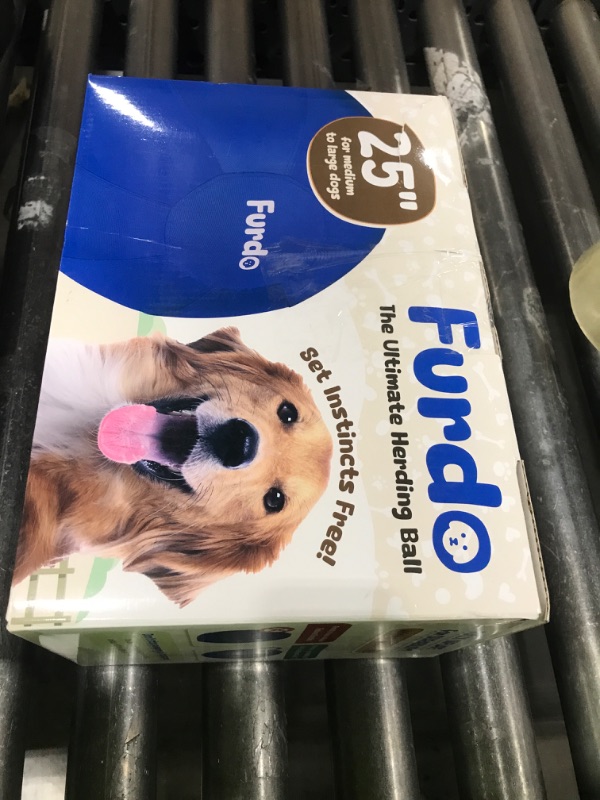 Furdo
The Ultimate Herding Ball
25"
for medium
to large dogs
Furdo
Set Instincts Free!